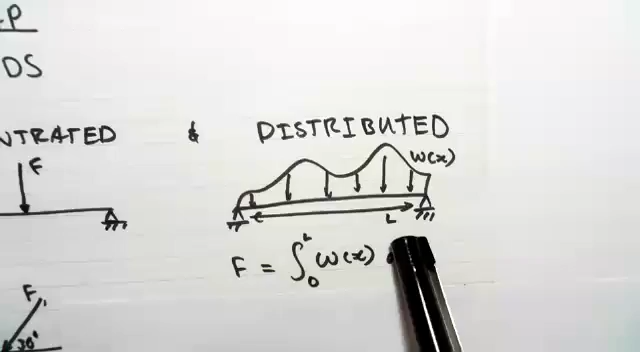 P
DS
NTRATED & DISTRIBUTED
F
W(x)
L
F = ∫₀ᴸ W(x)
F
30°